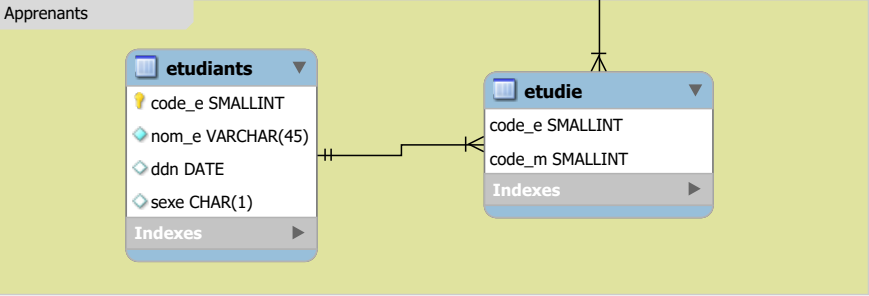 Apprenants
etudiants
code_e SMALLINT
nom_e VARCHAR(45)
ddn DATE
sexe CHAR(1)
Indexes
etudie
code_e SMALLINT
code_m SMALLINT
Indexes